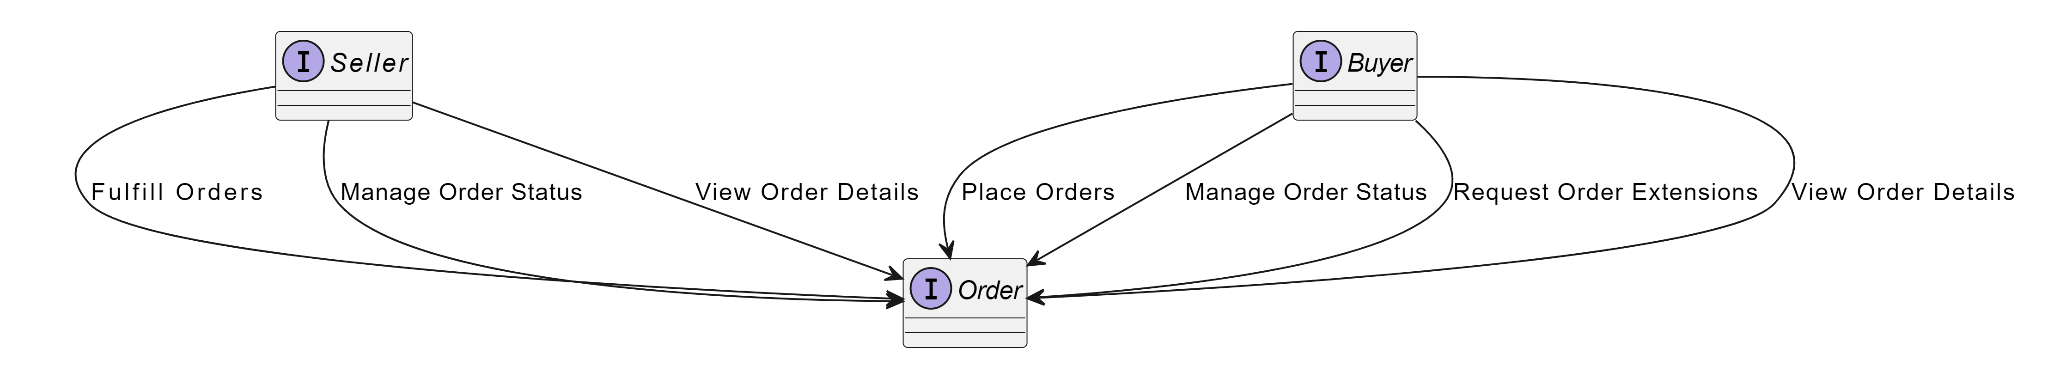 I Seller
I Buyer
Fulfill Orders
Manage Order Status
View Order Details
Place Orders
Manage Order Status
Request Order Extensions
View Order Details
I Order